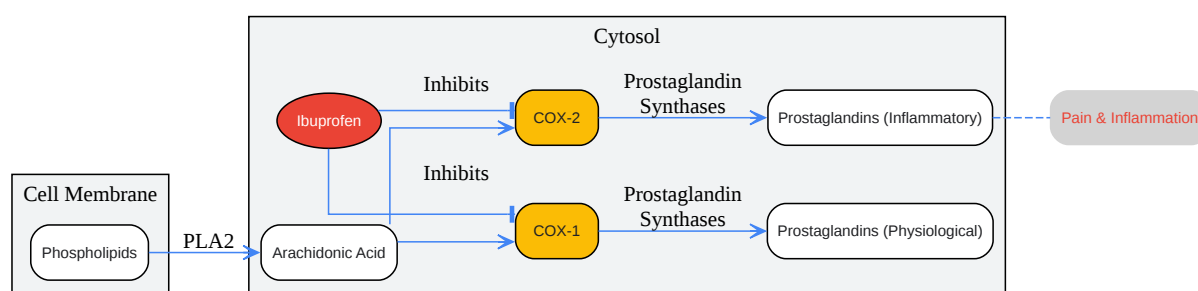 Cytosol
Inhibits
Prostaglandin
Synthases
Ibuprofen
COX-2
Prostaglandins (Inflammatory)
Pain & Inflammation
Inhibits
Prostaglandin
Synthases
Cell Membrane
Phospholipids
PLA2
Arachidonic Acid
COX-1
Prostaglandins (Physiological)